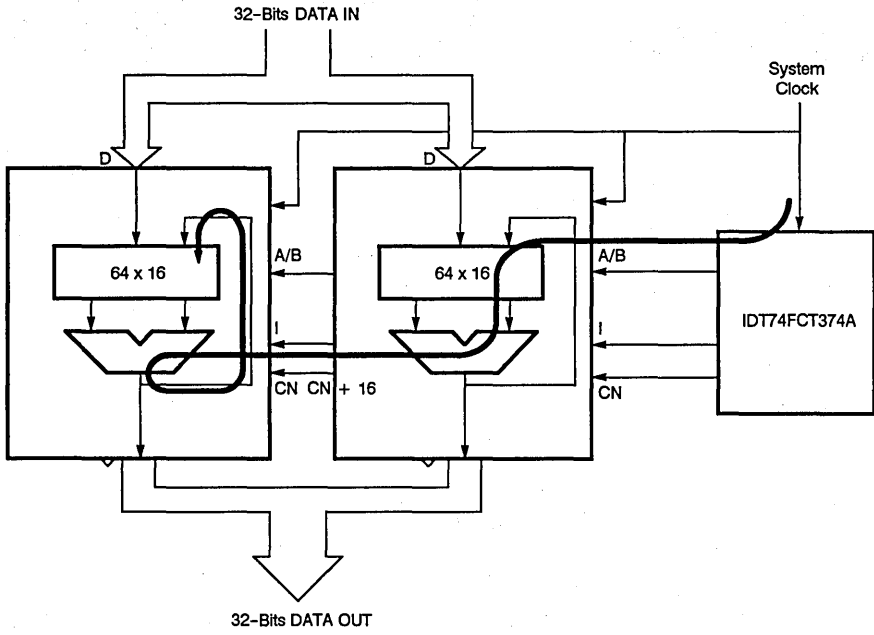 32-Bits DATA IN
System
Clock
D
D
A/B
A/B
64 x 16
64 x 16
IDT74FCT374A
I
I
CN CN + 16
CN
32-Bits DATA OUT